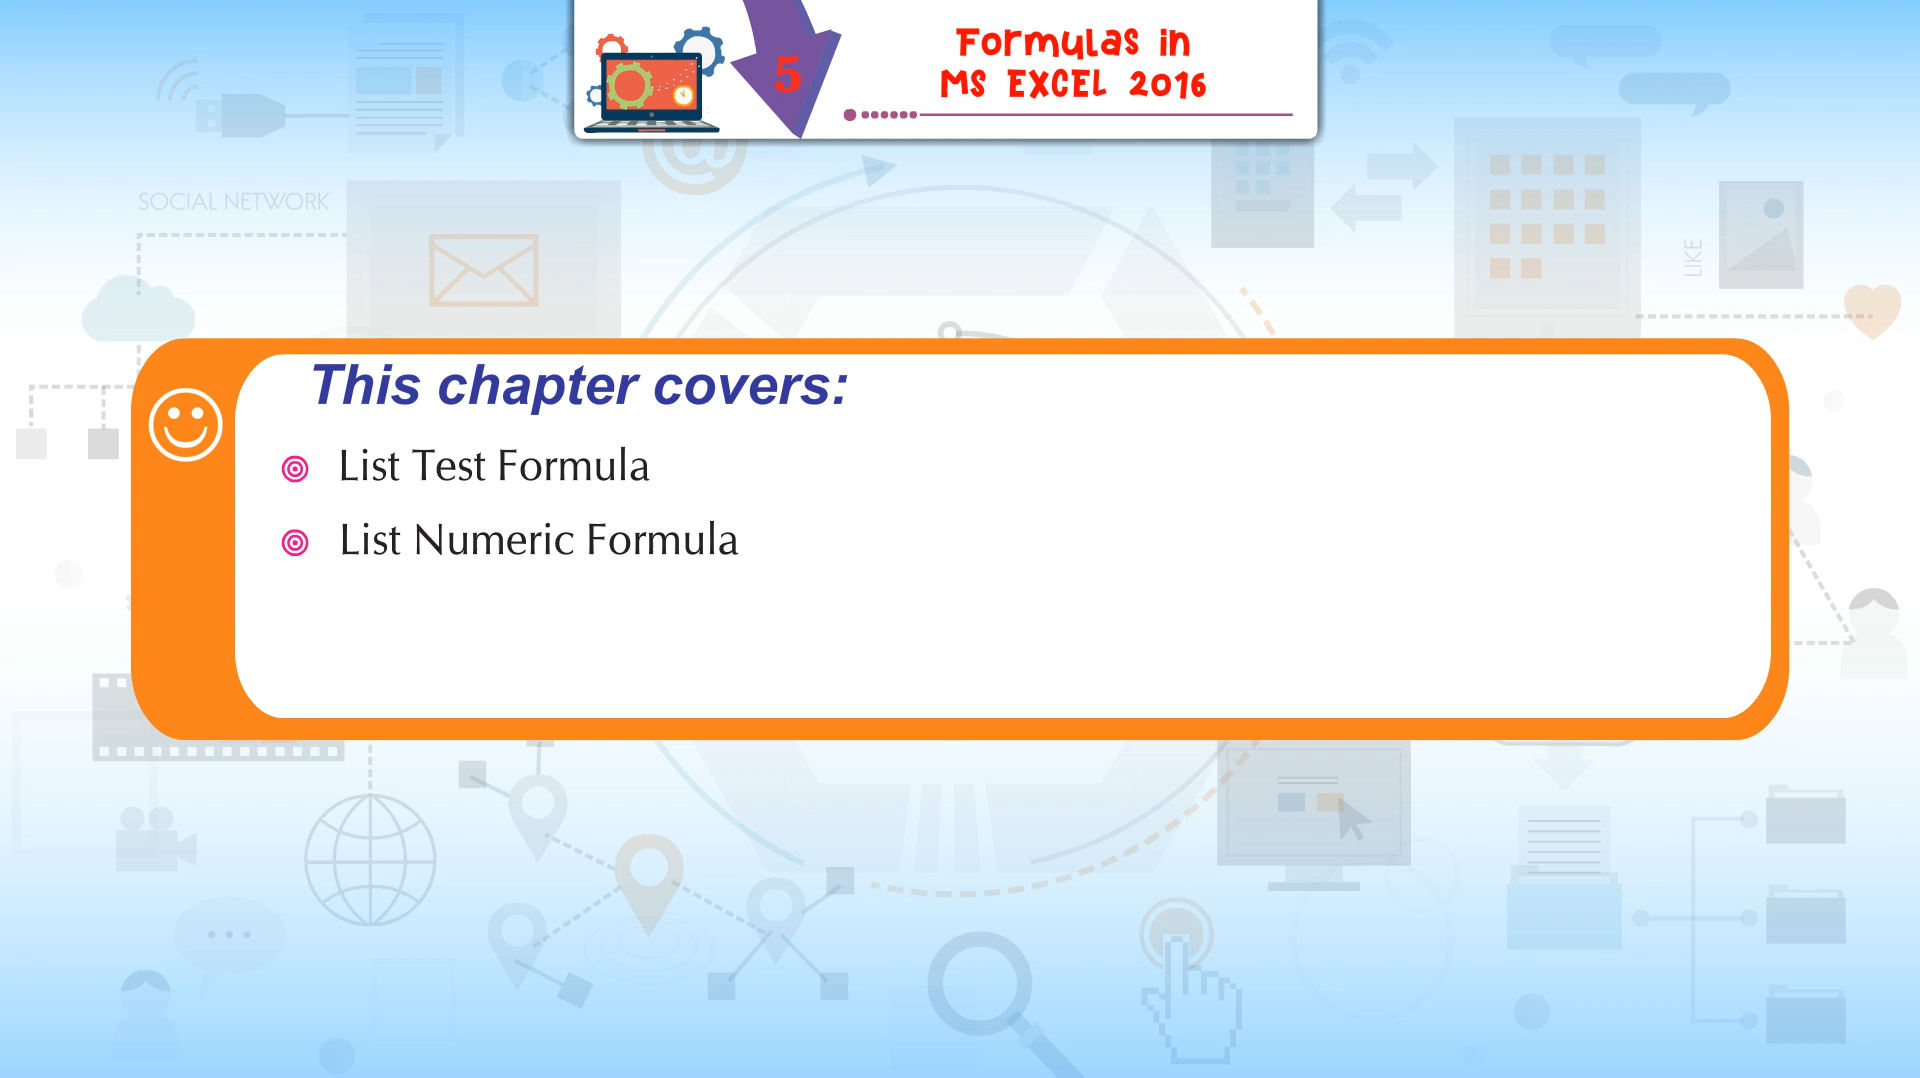 5
Formulas in
MS EXCEL 2016
SOCIAL NETWORK
LIKE
This chapter covers:
List Test Formula
List Numeric Formula